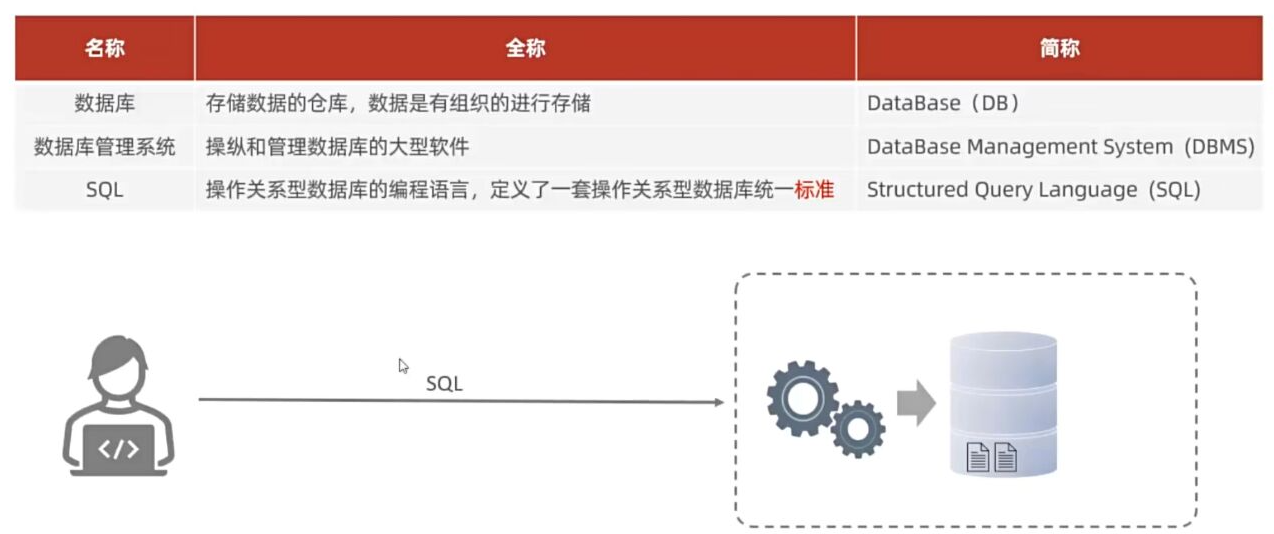 名称 全称 简称
数据库 存储数据的仓库，数据是有组织的进行存储 DataBase（DB）
数据库管理系统 操纵和管理数据库的大型软件 DataBase Management System (DBMS)
SQL 操作关系型数据库的编程语言，定义了一套操作关系型数据库统一标准 Structured Query Language (SQL)
SQL
</>